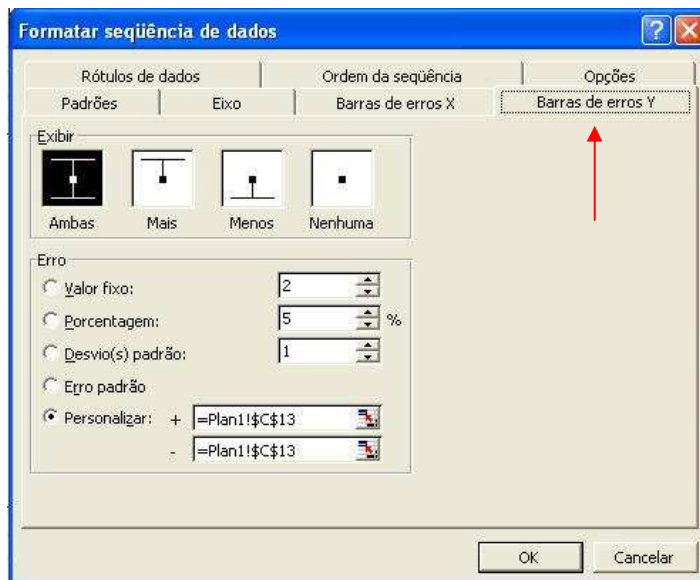 Formatar seqüência de dados
Rótulos de dados Ordem da seqüência Opções
Padrões Eixo Barras de erros X Barras de erros Y
Exibir
Ambas Mais Menos Nenhuma
Erro
Valor fixo: 2
Porcentagem: 5 %
Desvio(s) padrão: 1
Erro padrão
Personalizar: + =Plan1!$C$13
- =Plan1!$C$13
OK Cancelar